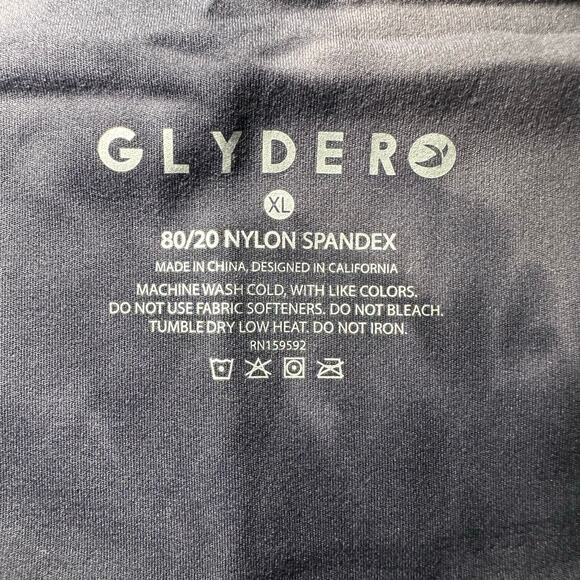 GLYDER
XL
80/20 NYLON SPANDEX
MADE IN CHINA, DESIGNED IN CALIFORNIA
MACHINE WASH COLD, WITH LIKE COLORS.
DO NOT USE FABRIC SOFTENERS. DO NOT BLEACH.
TUMBLE DRY LOW HEAT. DO NOT IRON.
RN159592